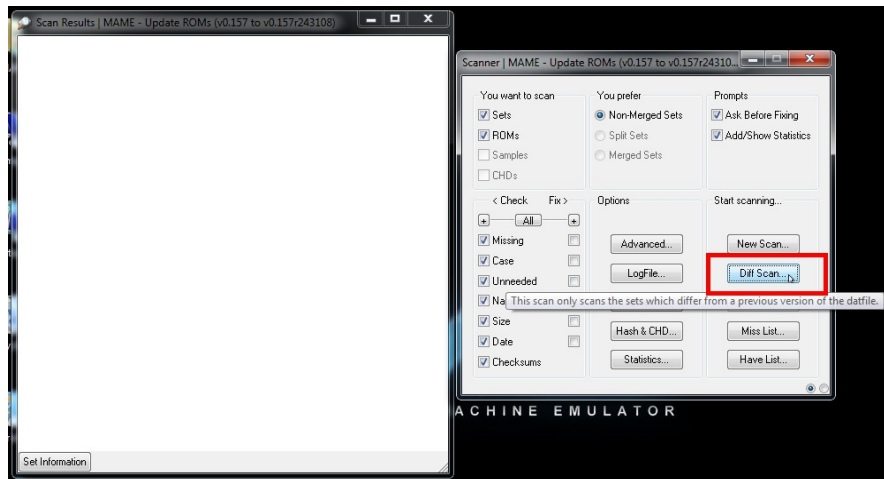 Scan Results | MAME - Update ROMs (v0.157 to v0.157r243108)
Set Information
Scanner | MAME - Update ROMs (v0.157 to v0.157r24310...
You want to scan
Sets
ROMs
Samples
CHDs
You prefer
Non-Merged Sets
Split Sets
Merged Sets
Prompts
Ask Before Fixing
Add/Show Statistics
< Check Fix >
+ All +
Missing
Case
Unneeded
Na
Size
Date
Checksums
Options
Advanced...
LogFile...
Hash & CHD...
Statistics...
Start scanning...
New Scan...
Diff Scan...
This scan only scans the sets which differ from a previous version of the datfile.
Miss List...
Have List...
ACHINE EMULATOR